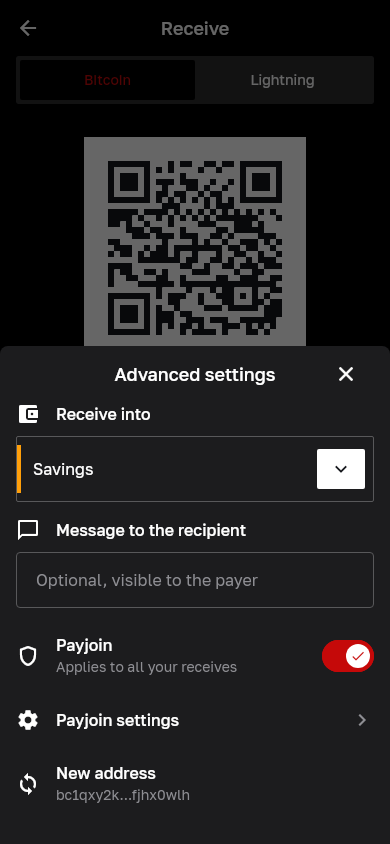 Receive
Bitcoin
Lightning
Advanced settings
Receive into
Savings
Message to the recipient
Optional, visible to the payer
Payjoin
Applies to all your receives
Payjoin settings
New address
bc1qxy2k...fjhx0wlh